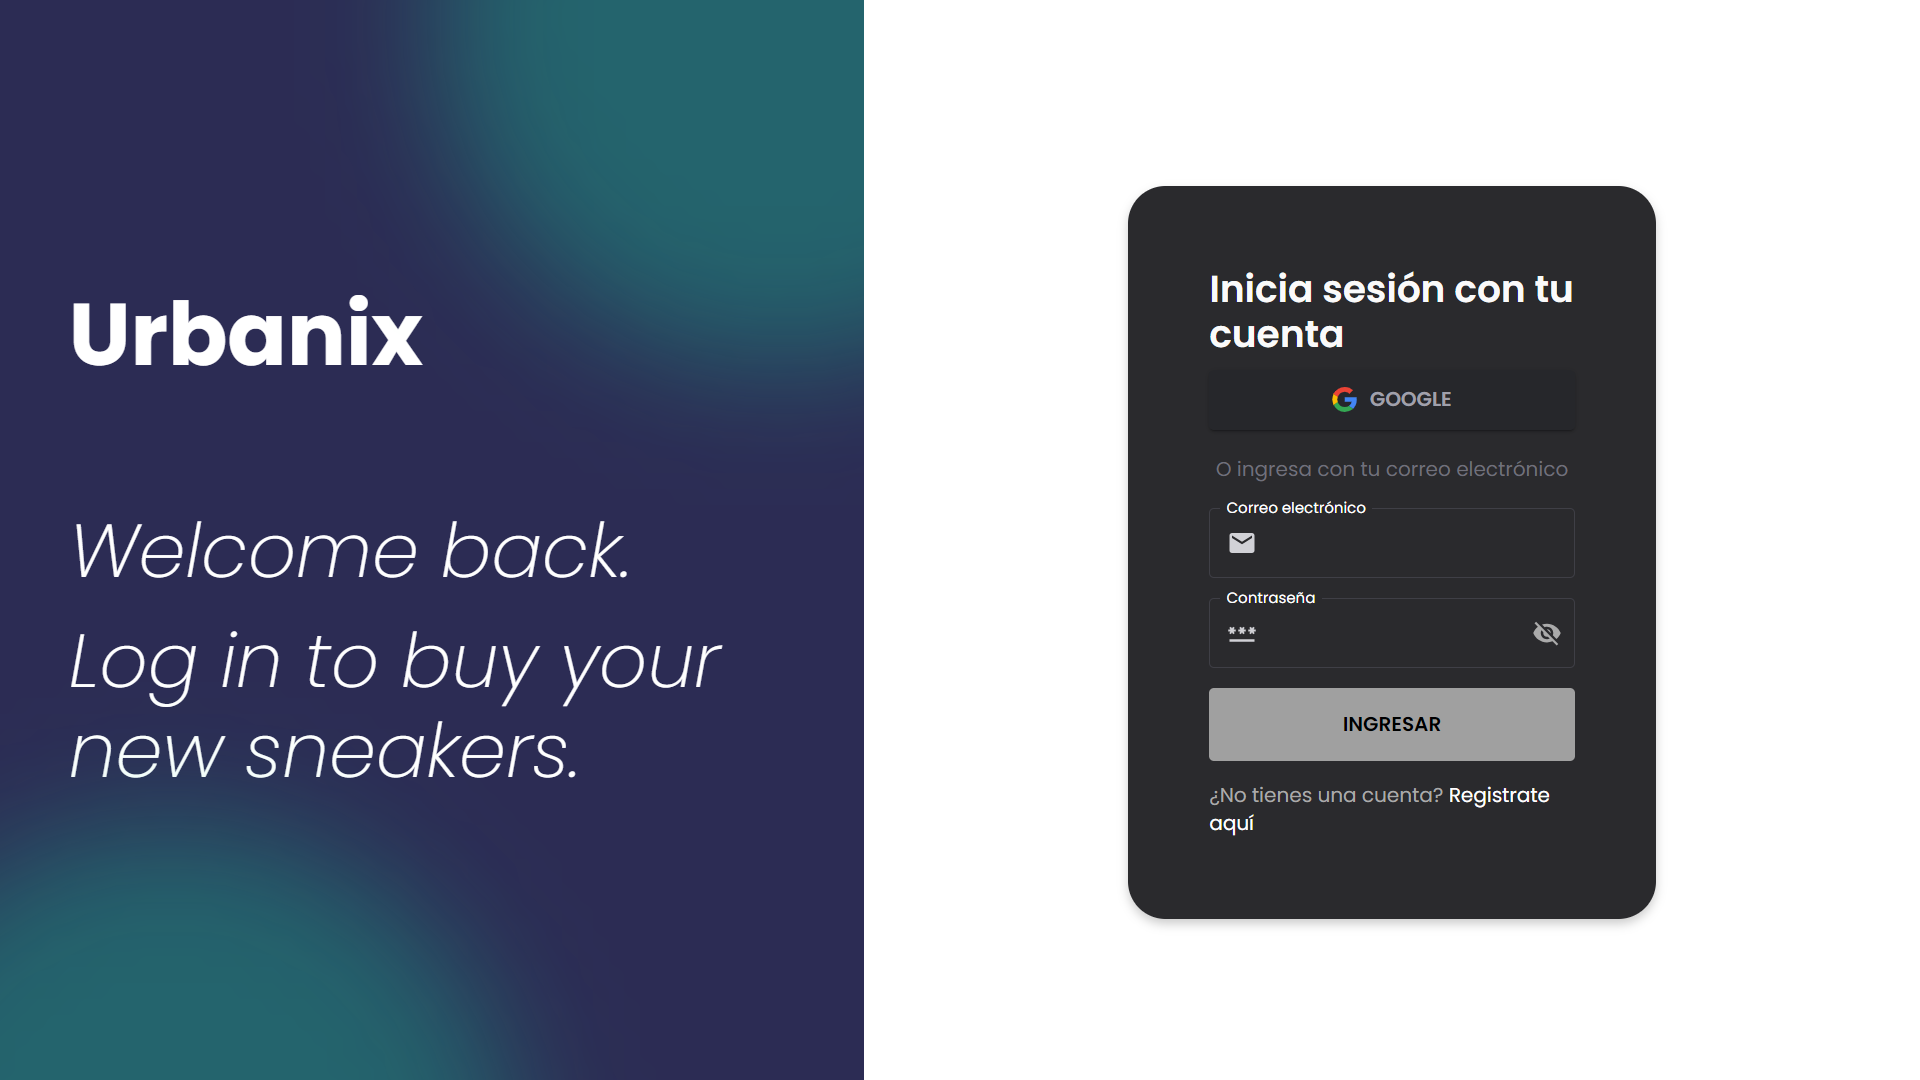 Urbanix
Welcome back.
Log in to buy your
new sneakers.
Inicia sesión con tu
cuenta
GOOGLE
O ingresa con tu correo electrónico
Correo electrónico
Contraseña
***
INGRESAR
¿No tienes una cuenta? Registrate
aquí